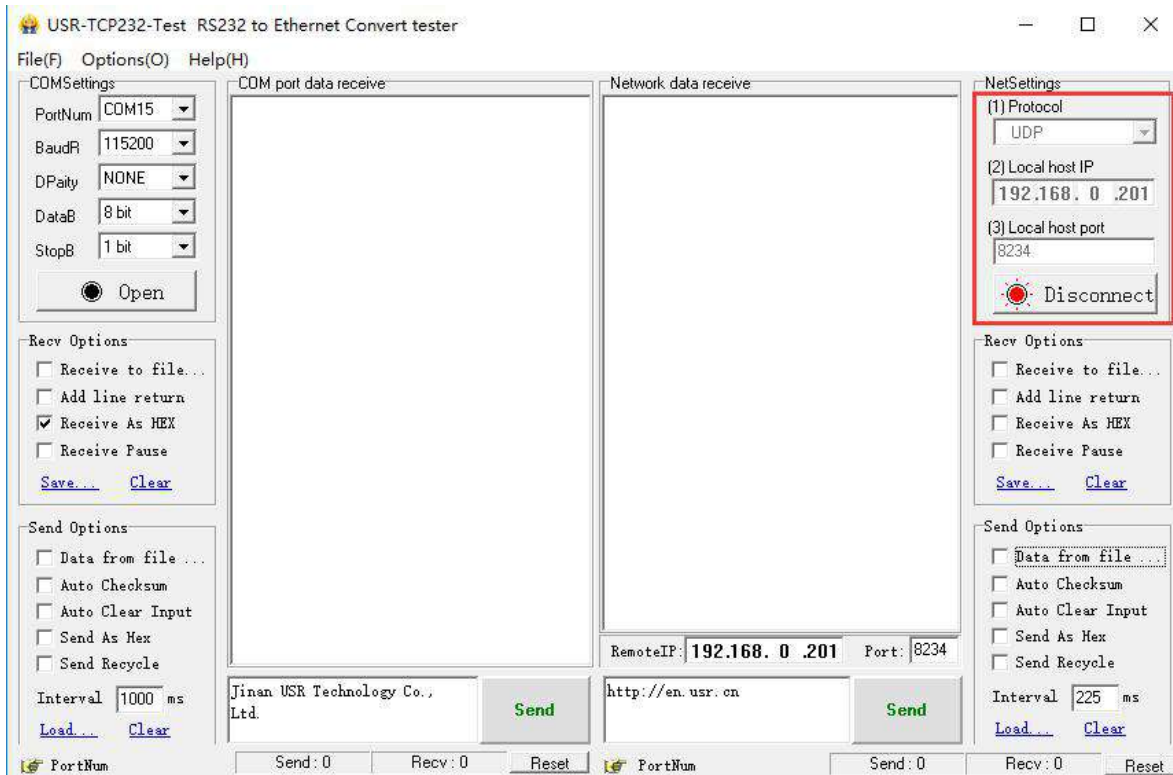 USR-TCP232-Test RS232 to Ethernet Convert tester
File(F) Options(O) Help(H)
COMSettings
PortNum COM15
BaudR 115200
DPaity NONE
DataB 8 bit
StopB 1 bit
Open
Recv Options
Receive to file...
Add line return
Receive As HEX
Receive Pause
Save... Clear
Send Options
Data from file ...
Auto Checksum
Auto Clear Input
Send As Hex
Send Recycle
Interval 1000 ms
Load... Clear
PortNum
COM port data receive
Jinan USR Technology Co.,
Ltd.
Send
Send : 0 Recv : 0 Reset
Network data receive
RemoteIP: 192.168. 0 .201 Port: 8234
http://en.usr.cn
Send
PortNum
Send : 0 Recv : 0 Reset
NetSettings
(1) Protocol
UDP
(2) Local host IP
192.168. 0 .201
(3) Local host port
8234
Disconnect
Recv Options
Receive to file...
Add line return
Receive As HEX
Receive Pause
Save... Clear
Send Options
Data from file ...
Auto Checksum
Auto Clear Input
Send As Hex
Send Recycle
Interval 225 ms
Load... Clear